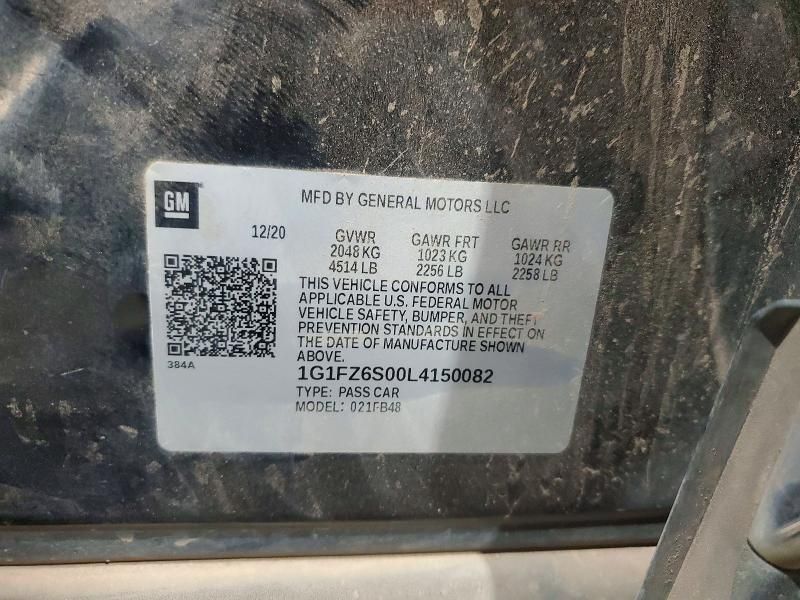 GM
MFD BY GENERAL MOTORS LLC
12/20
GVWR GAWR FRT GAWR RR
2048 KG 1023 KG 1024 KG
4514 LB 2256 LB 2258 LB
THIS VEHICLE CONFORMS TO ALL
APPLICABLE U.S. FEDERAL MOTOR
VEHICLE SAFETY, BUMPER, AND THEFT
PREVENTION STANDARDS IN EFFECT ON
THE DATE OF MANUFACTURE SHOWN
ABOVE.
384A
1G1FZ6S00L4150082
TYPE: PASS CAR
MODEL: 021FB48